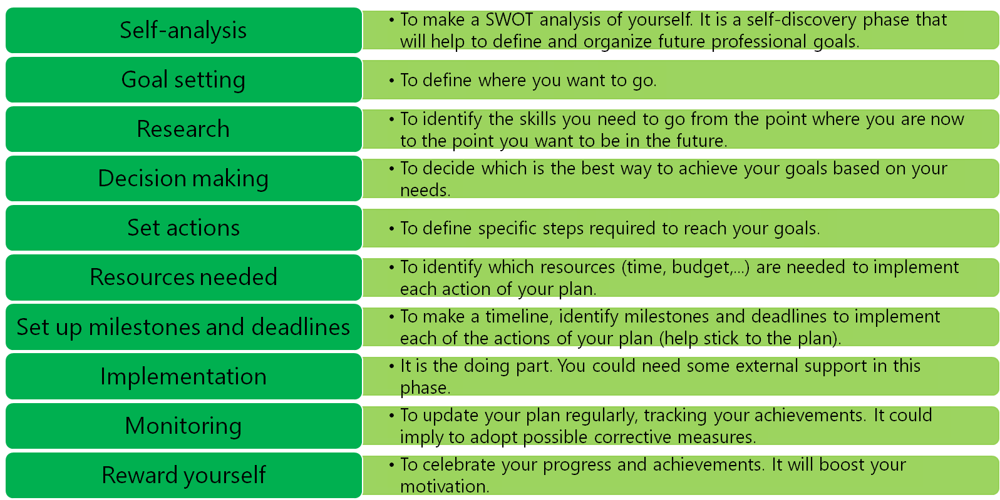 Self-analysis
• To make a SWOT analysis of yourself. It is a self-discovery phase that
will help to define and organize future professional goals.
Goal setting
• To define where you want to go.
Research
• To identify the skills you need to go from the point where you are now
to the point you want to be in the future.
Decision making
• To decide which is the best way to achieve your goals based on your
needs.
Set actions
• To define specific steps required to reach your goals.
Resources needed
• To identify which resources (time, budget,...) are needed to implement
each action of your plan.
Set up milestones and deadlines
• To make a timeline, identify milestones and deadlines to implement
each of the actions of your plan (help stick to the plan).
Implementation
• It is the doing part. You could need some external support in this
phase.
Monitoring
• To update your plan regularly, tracking your achievements. It could
imply to adopt possible corrective measures.
Reward yourself
• To celebrate your progress and achievements. It will boost your
motivation.